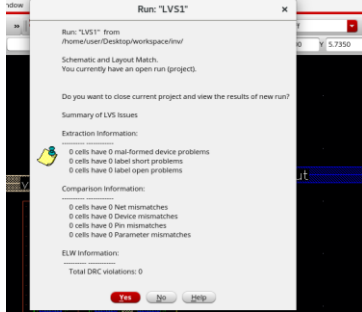 ndow
Run: "LVS1"
×
»
Y 5.7350
Run: "LVS1" from
/home/user/Desktop/workspace/inv/
Schematic and Layout Match.
You currently have an open run (project).
Do you want to close current project and view the results of new run?
Summary of LVS Issues
Extraction Information:
---------- --------------
0 cells have 0 mal-formed device problems
0 cells have 0 label short problems
0 cells have 0 label open problems
Comparison Information:
---------- --------------
0 cells have 0 Net mismatches
0 cells have 0 Device mismatches
0 cells have 0 Pin mismatches
0 cells have 0 Parameter mismatches
ELW Information:
---------- --------------
Total DRC violations: 0
ut
Yes
No
Help